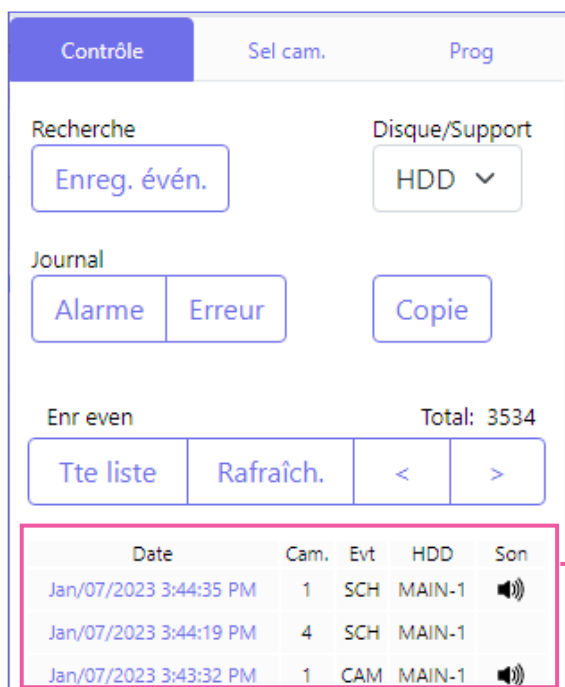 Contrôle Sel cam. Prog
Recherche Disque/Support
Enreg. évén. HDD
Journal
Alarme Erreur Copie
Enr even Total: 3534
Tte liste Rafraîch. < >
Date Cam. Evt HDD Son
Jan/07/2023 3:44:35 PM 1 SCH MAIN-1
Jan/07/2023 3:44:19 PM 4 SCH MAIN-1
Jan/07/2023 3:43:32 PM 1 CAM MAIN-1